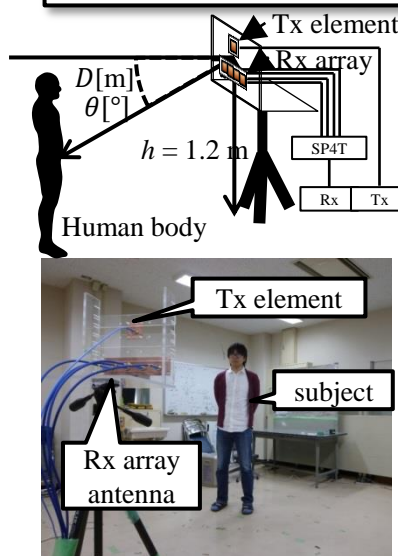 Tx element
Rx array
D[m]
θ[°]
h = 1.2 m
SP4T
Rx
Tx
Human body
Tx element
subject
Rx array
antenna